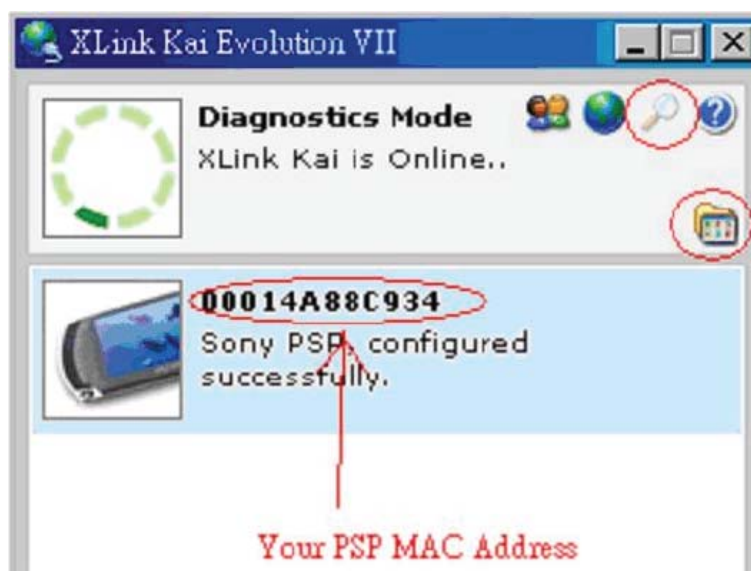 XLink Kai Evolution VII
Diagnostics Mode
XLink Kai is Online..
00014A88C934
Sony PSP, configured
successfully.
Your PSP MAC Address